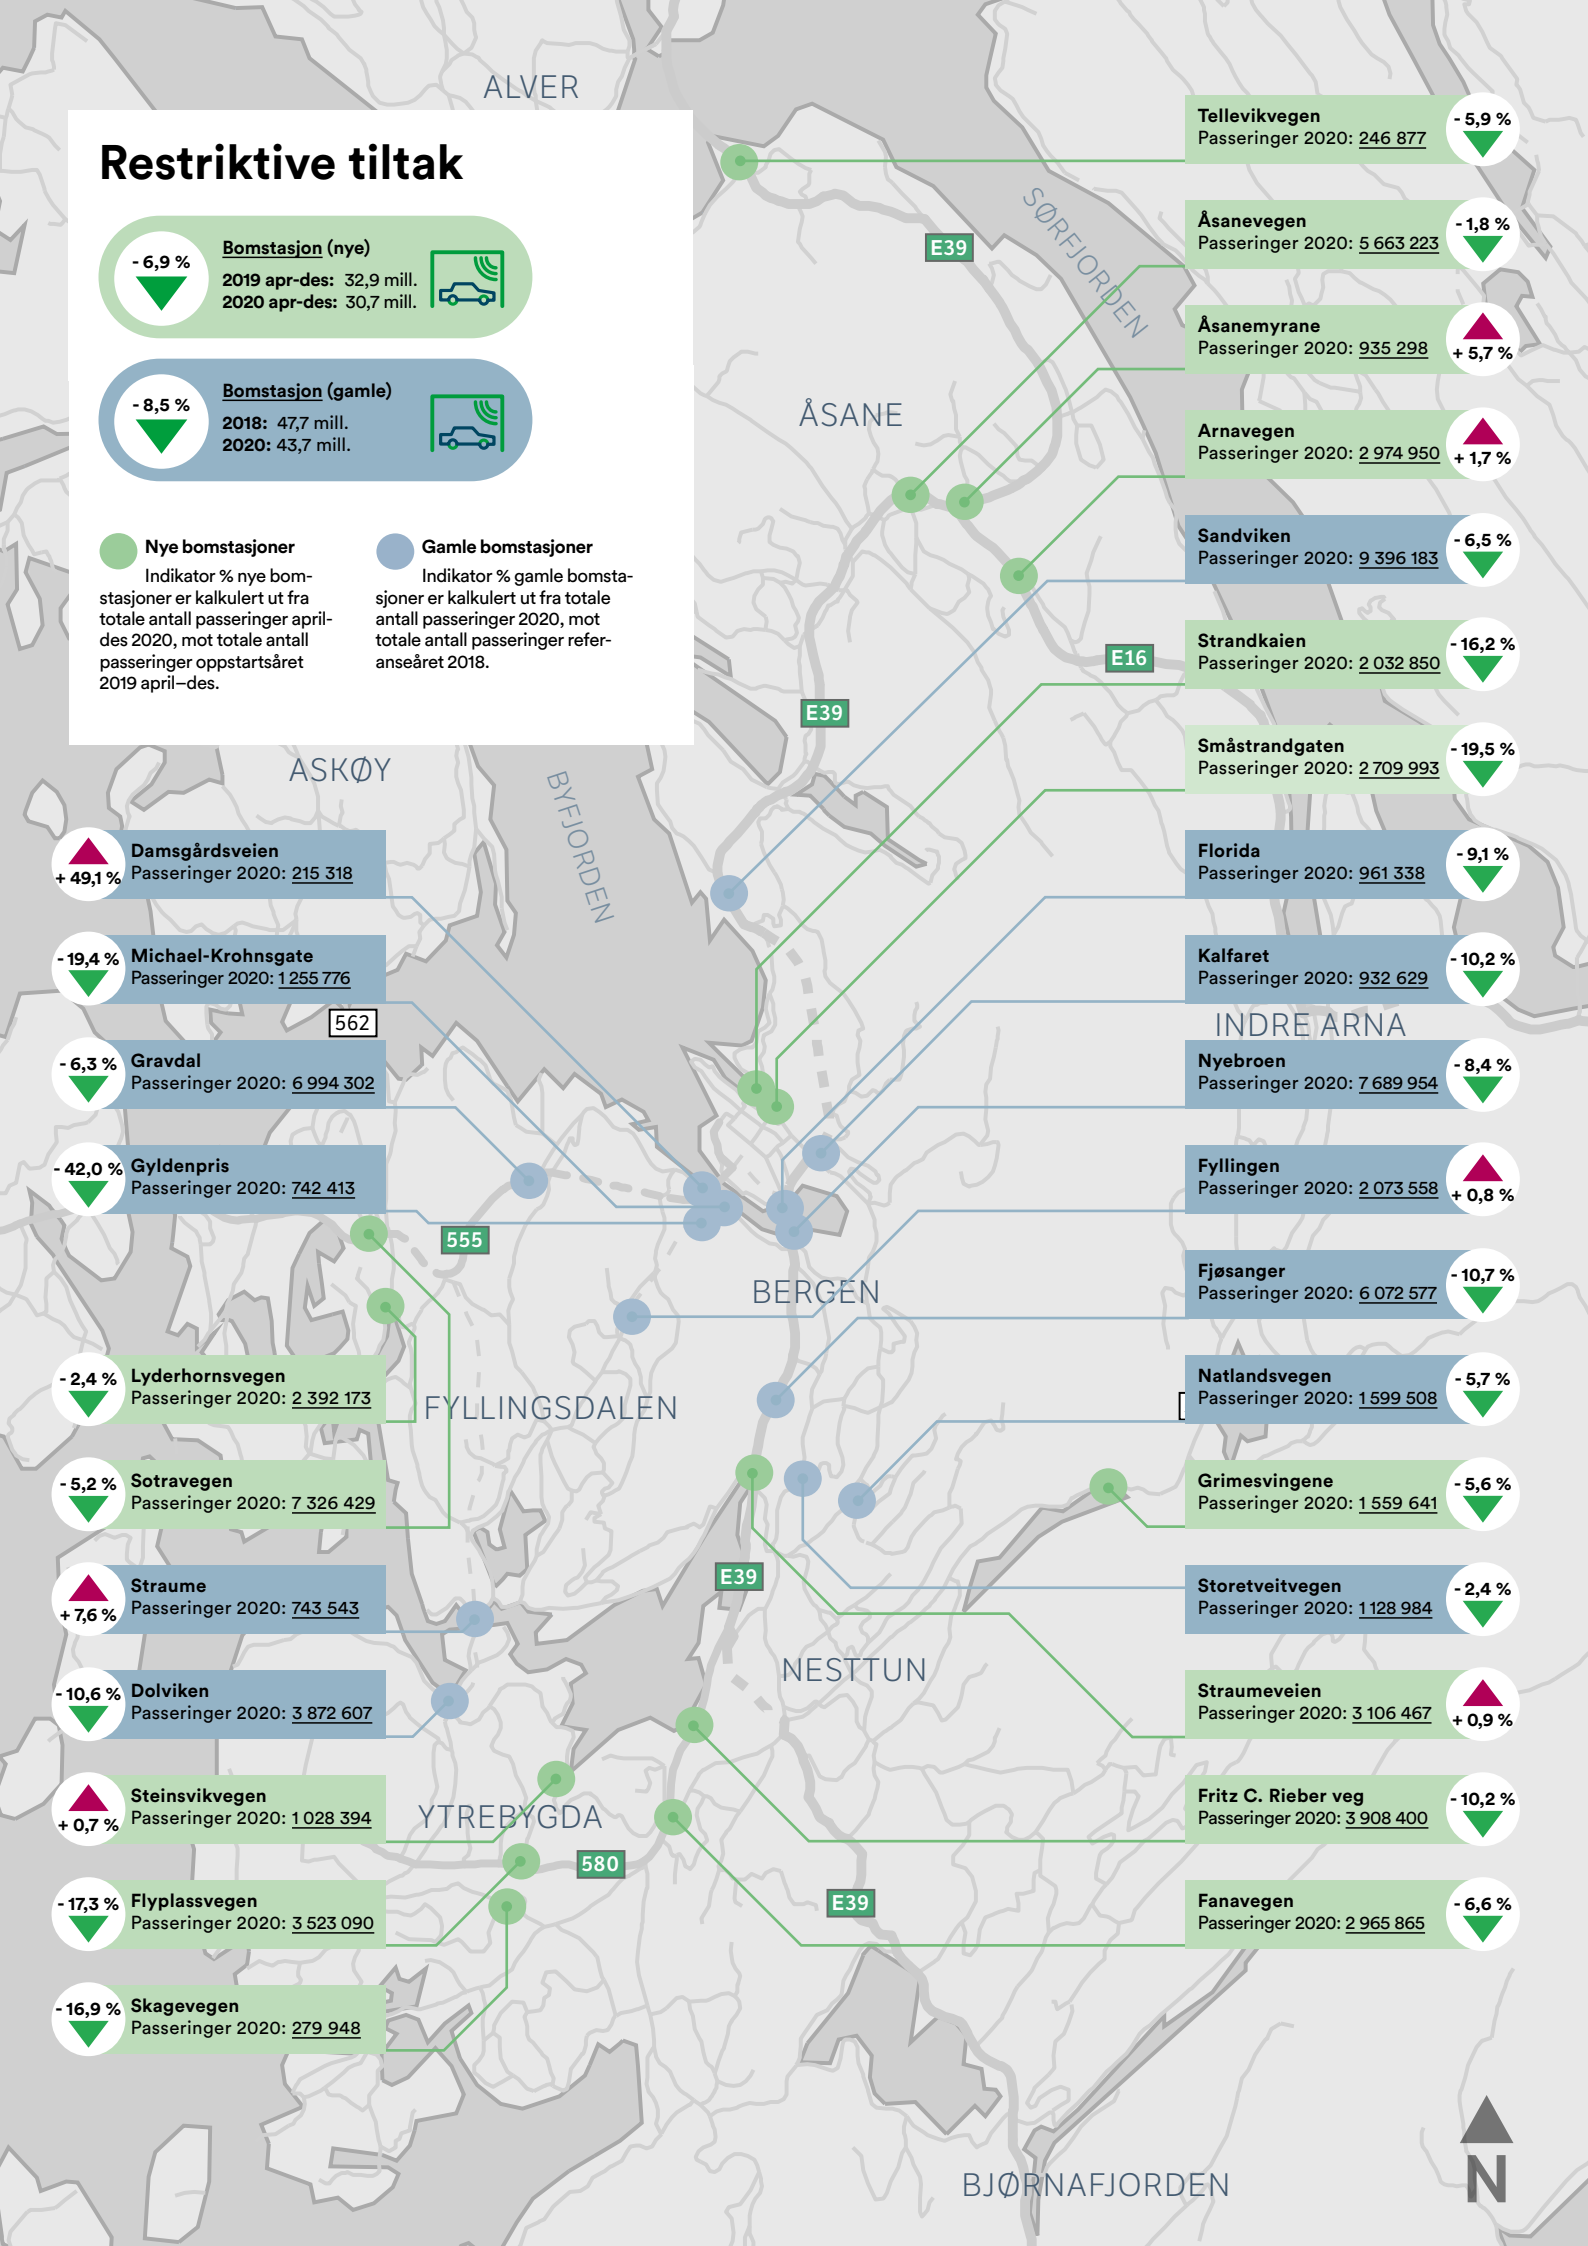 ALVER
Restriktive tiltak
- 6,9 %
Bomstasjon (nye)
2019 apr-des: 32,9 mill.
2020 apr-des: 30,7 mill.
- 8,5 %
Bomstasjon (gamle)
2018: 47,7 mill.
2020: 43,7 mill.
Nye bomstasjoner
Indikator % nye bom-
stasjoner er kalkulert ut fra
totale antall passeringer april-
des 2020, mot totale antall
passeringer oppstartsåret
2019 april–des.
Gamle bomstasjoner
Indikator % gamle bomsta-
sjoner er kalkulert ut fra totale
antall passeringer 2020, mot
totale antall passeringer refer-
anseåret 2018.
Tellevikvegen
Passeringer 2020: 246 877
- 5,9 %
Åsanevegen
Passeringer 2020: 5 663 223
- 1,8 %
Åsanemyrane
Passeringer 2020: 935 298
+ 5,7 %
Arnavegen
Passeringer 2020: 2 974 950
+ 1,7 %
Sandviken
Passeringer 2020: 9 396 183
- 6,5 %
Strandkaien
Passeringer 2020: 2 032 850
- 16,2 %
Småstrandgaten
Passeringer 2020: 2 709 993
- 19,5 %
Florida
Passeringer 2020: 961 338
- 9,1 %
Kalfaret
Passeringer 2020: 932 629
- 10,2 %
INDRE ARNA
Nyebroen
Passeringer 2020: 7 689 954
- 8,4 %
Fyllingen
Passeringer 2020: 2 073 558
+ 0,8 %
Fjøsanger
Passeringer 2020: 6 072 577
- 10,7 %
Natlandsvegen
Passeringer 2020: 1 599 508
- 5,7 %
Grimesvingene
Passeringer 2020: 1 559 641
- 5,6 %
Storetveitvegen
Passeringer 2020: 1 128 984
- 2,4 %
Straumeveien
Passeringer 2020: 3 106 467
+ 0,9 %
Fritz C. Rieber veg
Passeringer 2020: 3 908 400
- 10,2 %
Fanavegen
Passeringer 2020: 2 965 865
- 6,6 %
SØRFJORDEN
E39
ÅSANE
E16
E39
ASKØY
BYFJORDEN
Damsgårdsveien
Passeringer 2020: 215 318
+ 49,1 %
Michael-Krohnsgate
Passeringer 2020: 1 255 776
- 19,4 %
562
Gravdal
Passeringer 2020: 6 994 302
- 6,3 %
Gyldenpris
Passeringer 2020: 742 413
- 42,0 %
555
BERGEN
Lyderhornsvegen
Passeringer 2020: 2 392 173
- 2,4 %
FYLLINGSDALEN
Sotravegen
Passeringer 2020: 7 326 429
- 5,2 %
E39
Straume
Passeringer 2020: 743 543
+ 7,6 %
NESTTUN
Dolviken
Passeringer 2020: 3 872 607
- 10,6 %
Steinsvikvegen
Passeringer 2020: 1 028 394
+ 0,7 %
YTREBYGDA
580
Flyplassvegen
Passeringer 2020: 3 523 090
- 17,3 %
E39
Skagevegen
Passeringer 2020: 279 948
- 16,9 %
BJØRNAFJORDEN
N